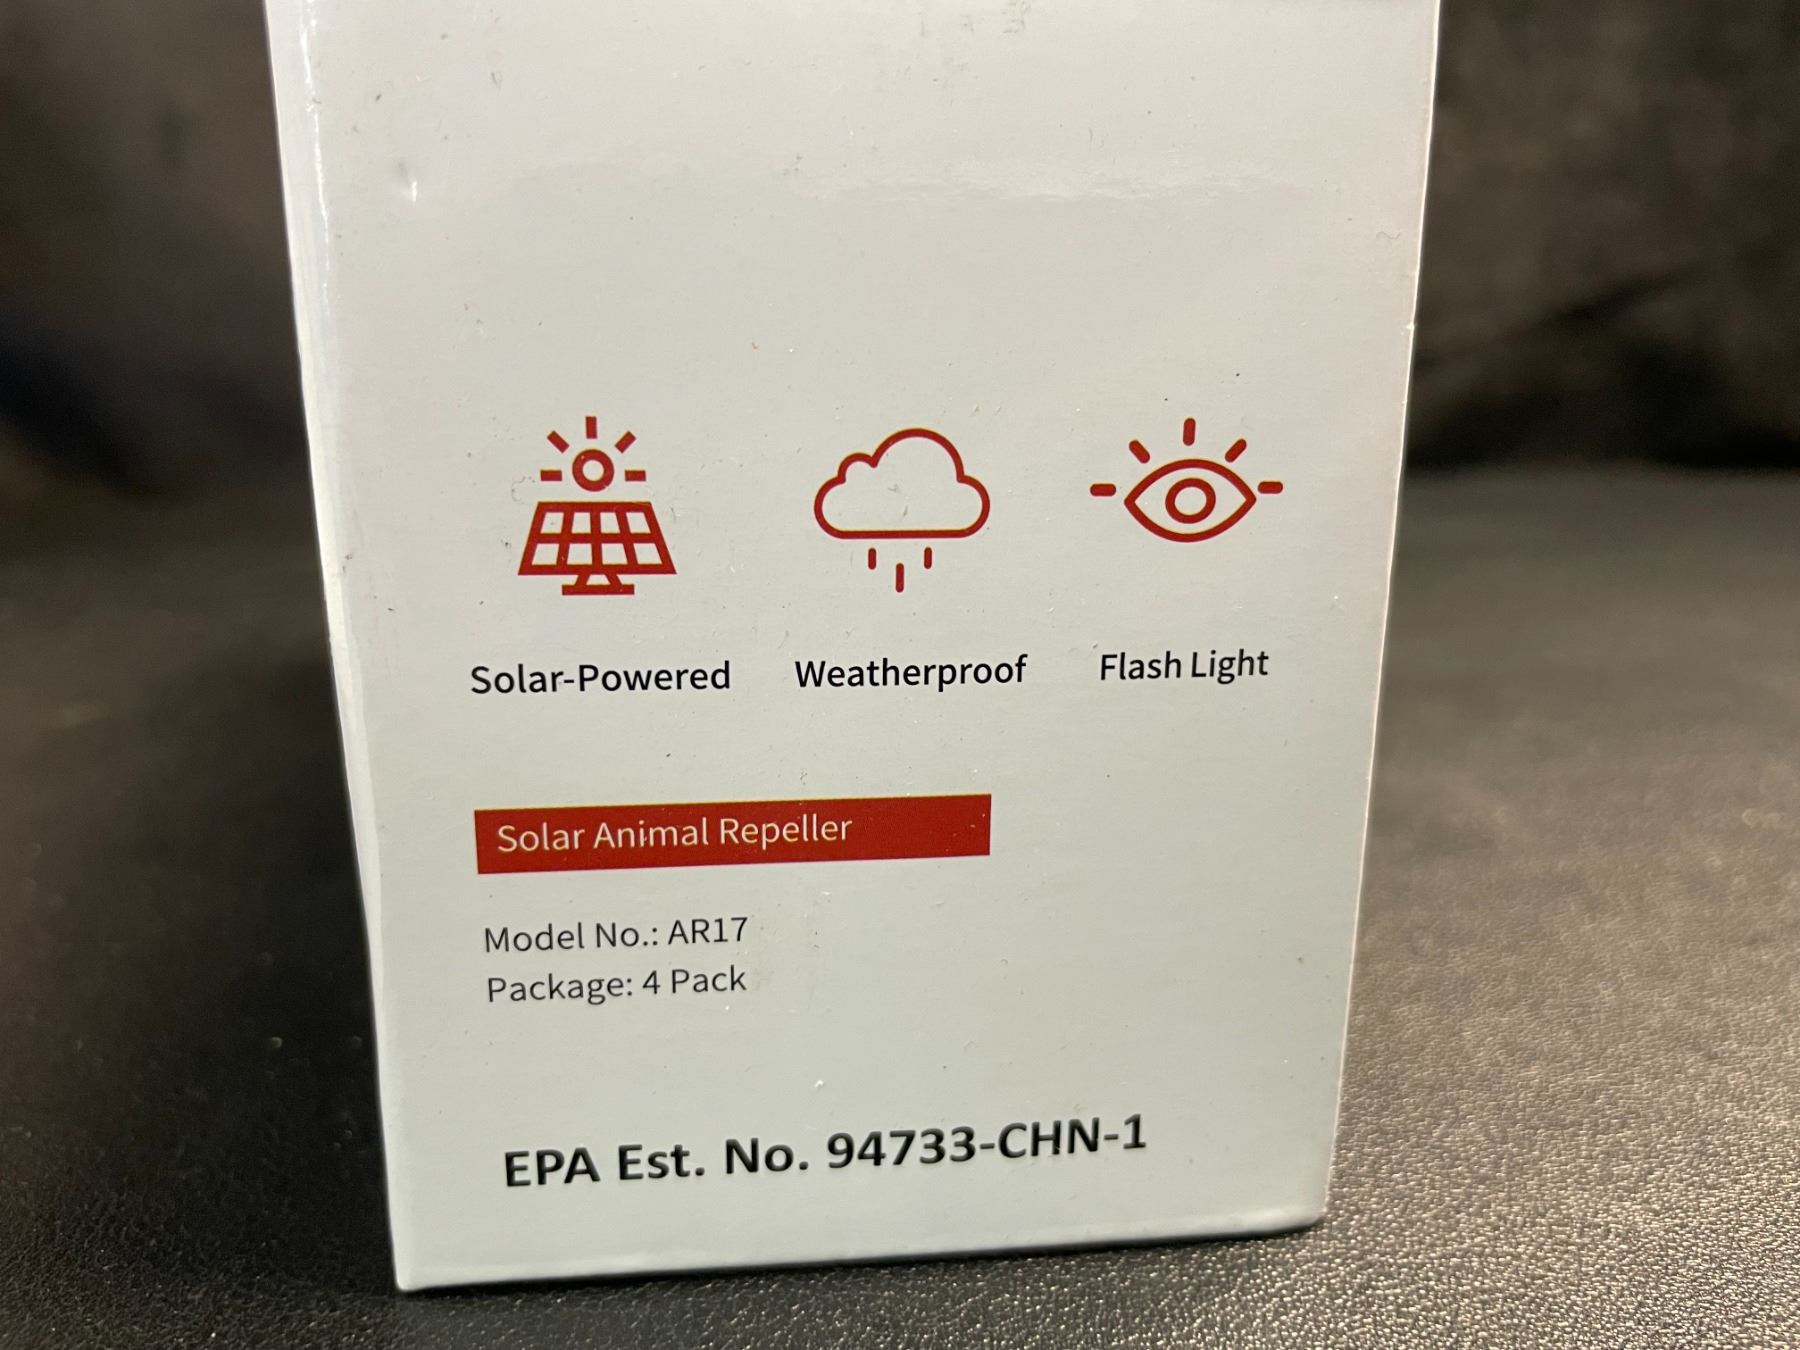 Solar-Powered Weatherproof Flash Light
Solar Animal Repeller
Model No.: AR17
Package: 4 Pack
EPA Est. No. 94733-CHN-1